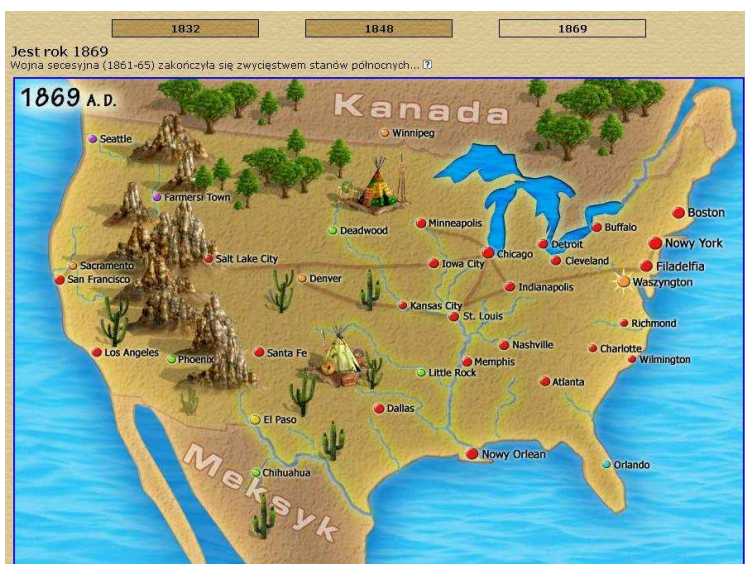 1832
1848
1869
Jest rok 1869
Wojna secesyjna (1861-65) zakończyła się zwycięstwem stanów północnych... ?
1869 A.D.
Kanada
Winnipeg
Seattle
Farmersi Town
Deadwood
Minneapolis
Buffalo
Boston
Detroit
Nowy York
Chicago
Cleveland
Salt Lake City
Iowa City
Filadelfia
Sacramento
San Francisco
Denver
Indianapolis
Waszyngton
Kansas City
St. Louis
Richmond
Los Angeles
Phoenix
Santa Fe
Nashville
Charlotte
Wilmington
Memphis
Little Rock
Atlanta
Dallas
El Paso
Nowy Orlean
Orlando
Meksyk
Chihuahua